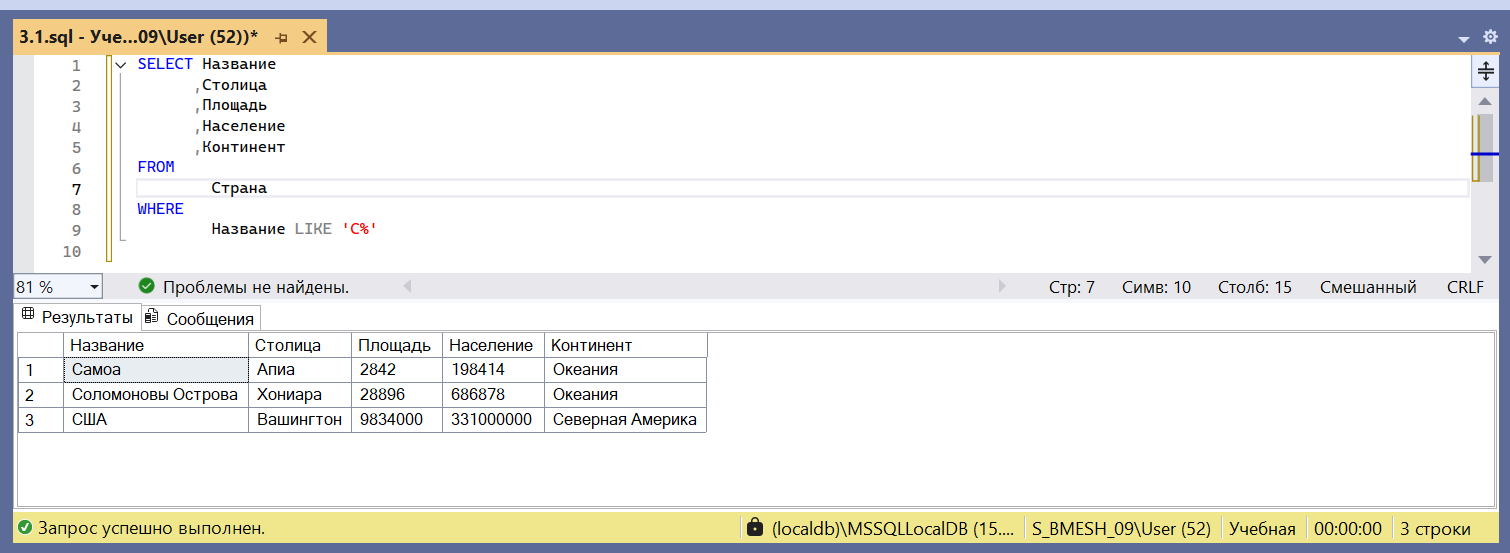 3.1.sql - Уче...09\User (52))*
1 SELECT Название
2 ,Столица
3 ,Площадь
4 ,Население
5 ,Континент
6 FROM
7 Страна
8 WHERE
9 Название LIKE 'С%'
10
81 % Проблемы не найдены. Стр: 7 Симв: 10 Столб: 15 Смешанный CRLF
Результаты Сообщения
Название Столица Площадь Население Континент
1 Самоа Апиа 2842 198414 Океания
2 Соломоновы Острова Хониара 28896 686878 Океания
3 США Вашингтон 9834000 331000000 Северная Америка
Запрос успешно выполнен. (localdb)\MSSQLLocalDB (15.... S_BMESH_09\User (52) Учебная 00:00:00 3 строки